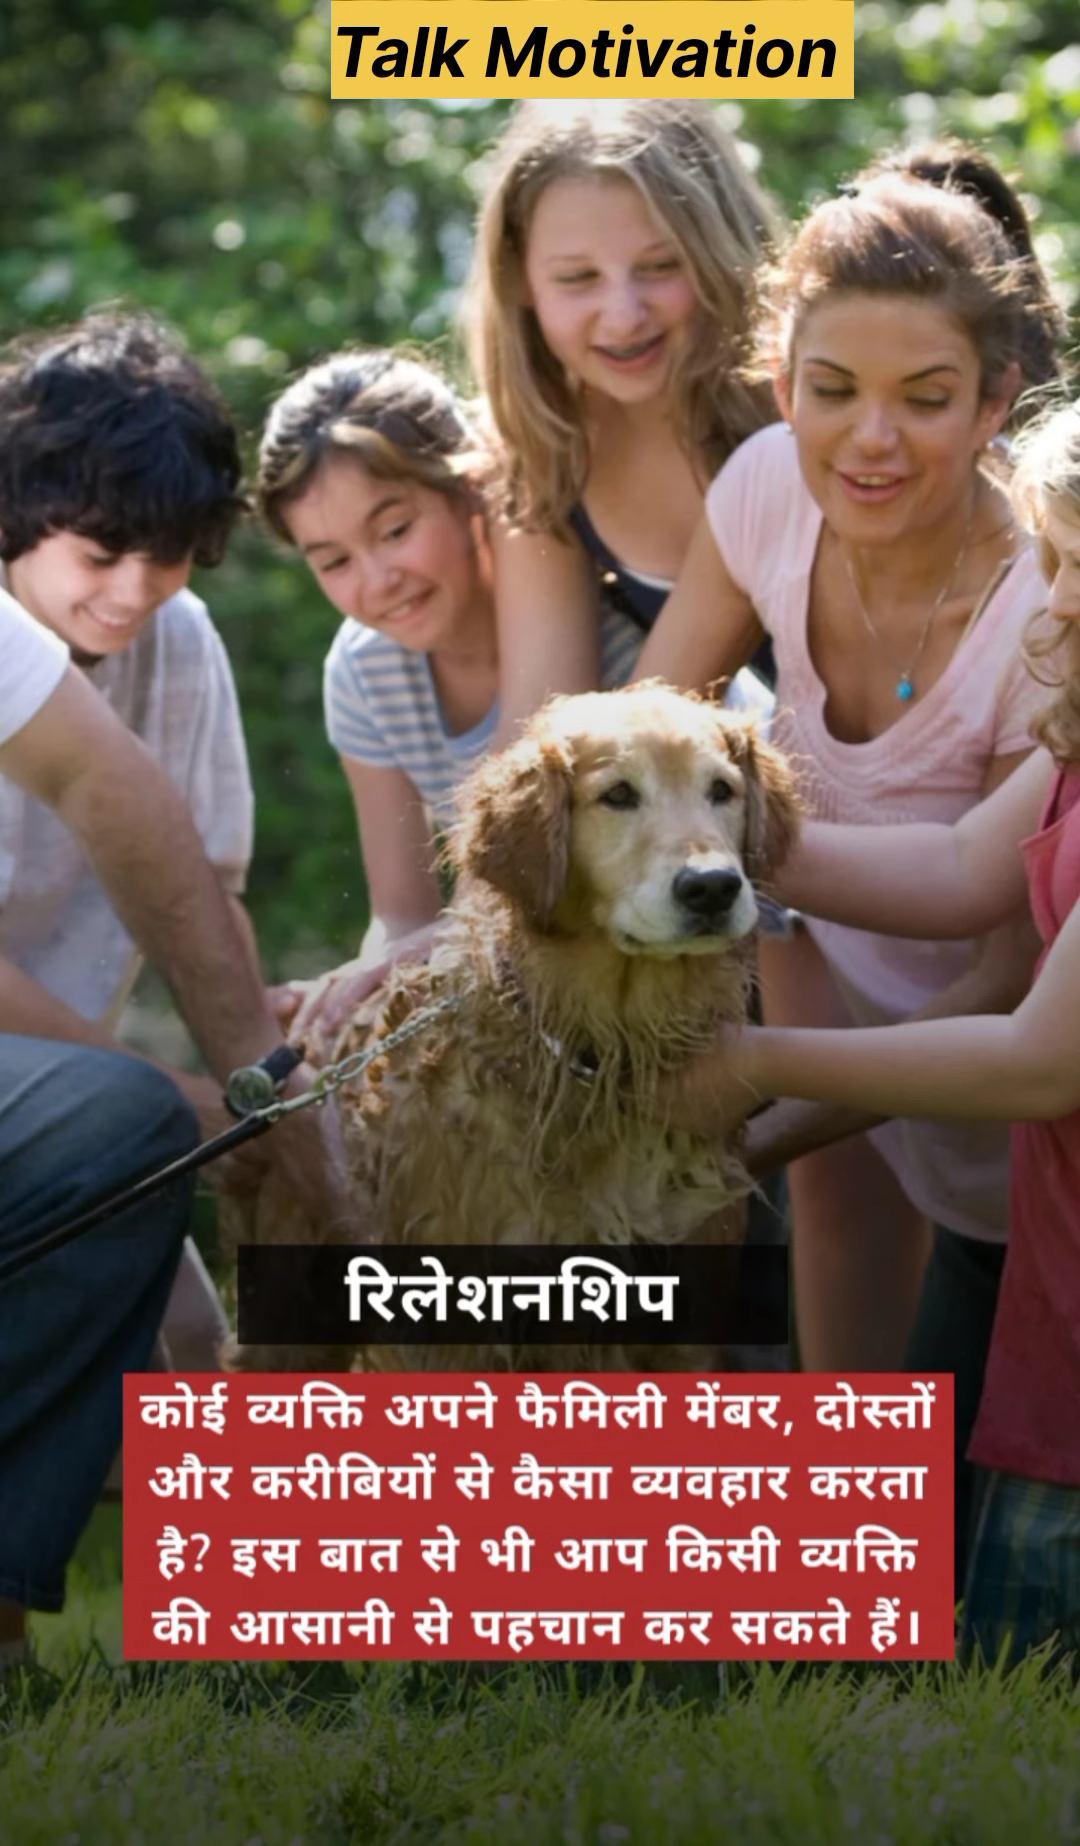 Talk Motivation
रिलेशनशिप
कोई व्यक्ति अपने फैमिली मेंबर, दोस्तों
और करीबियों से कैसा व्यवहार करता
है? इस बात से भी आप किसी व्यक्ति
की आसानी से पहचान कर सकते हैं।